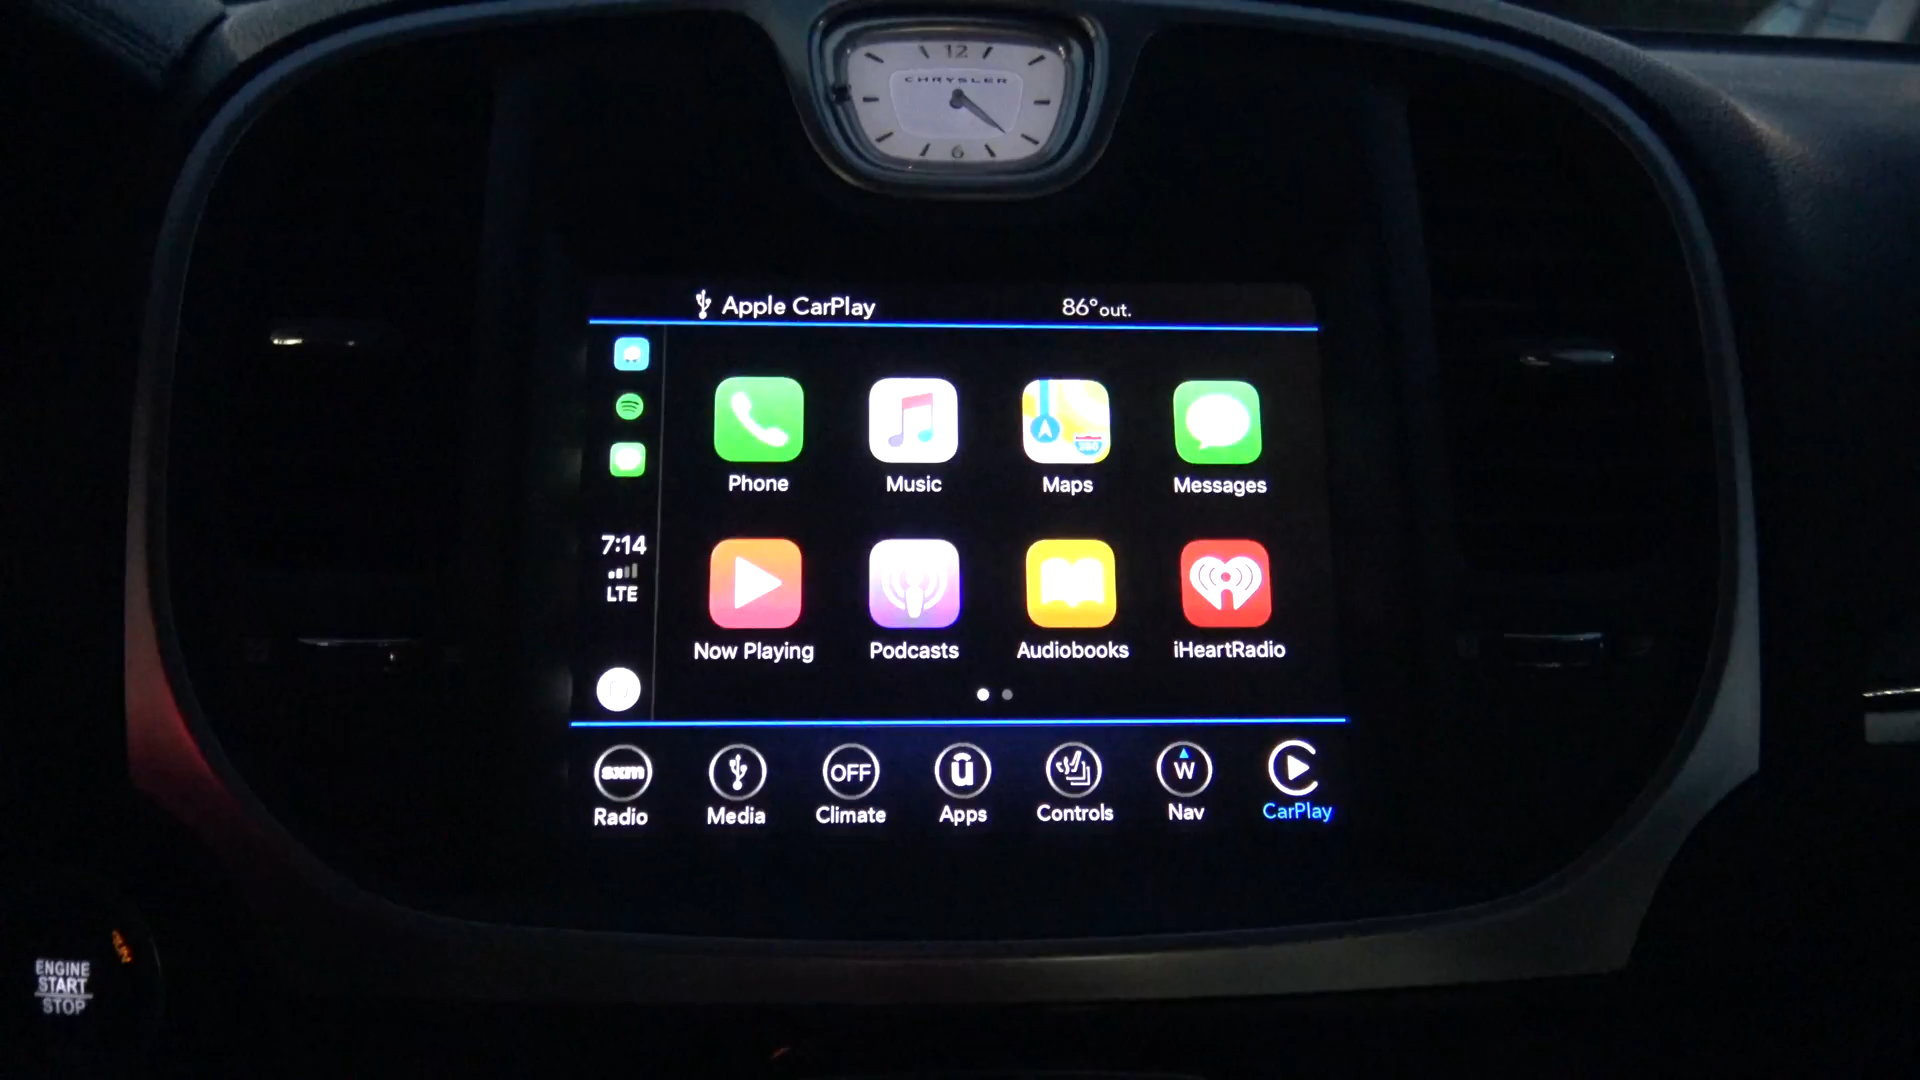 12
CHRYSLER
6
Apple CarPlay 86° out.
Phone Music Maps Messages
7:14
LTE
Now Playing Podcasts Audiobooks iHeartRadio
sxm OFF ū W
Radio Media Climate Apps Controls Nav CarPlay
RUN
ENGINE
START
STOP